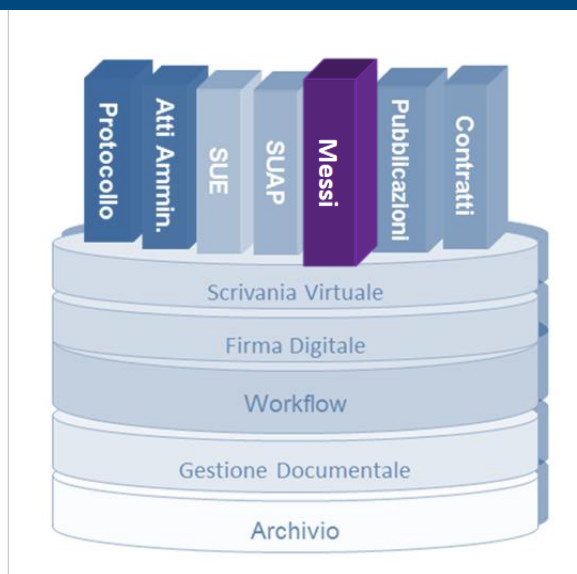 Protocollo
Atti Ammin.
SUE
SUAP
Messi
Pubblicazioni
Contratti
Scrivania Virtuale
Firma Digitale
Workflow
Gestione Documentale
Archivio